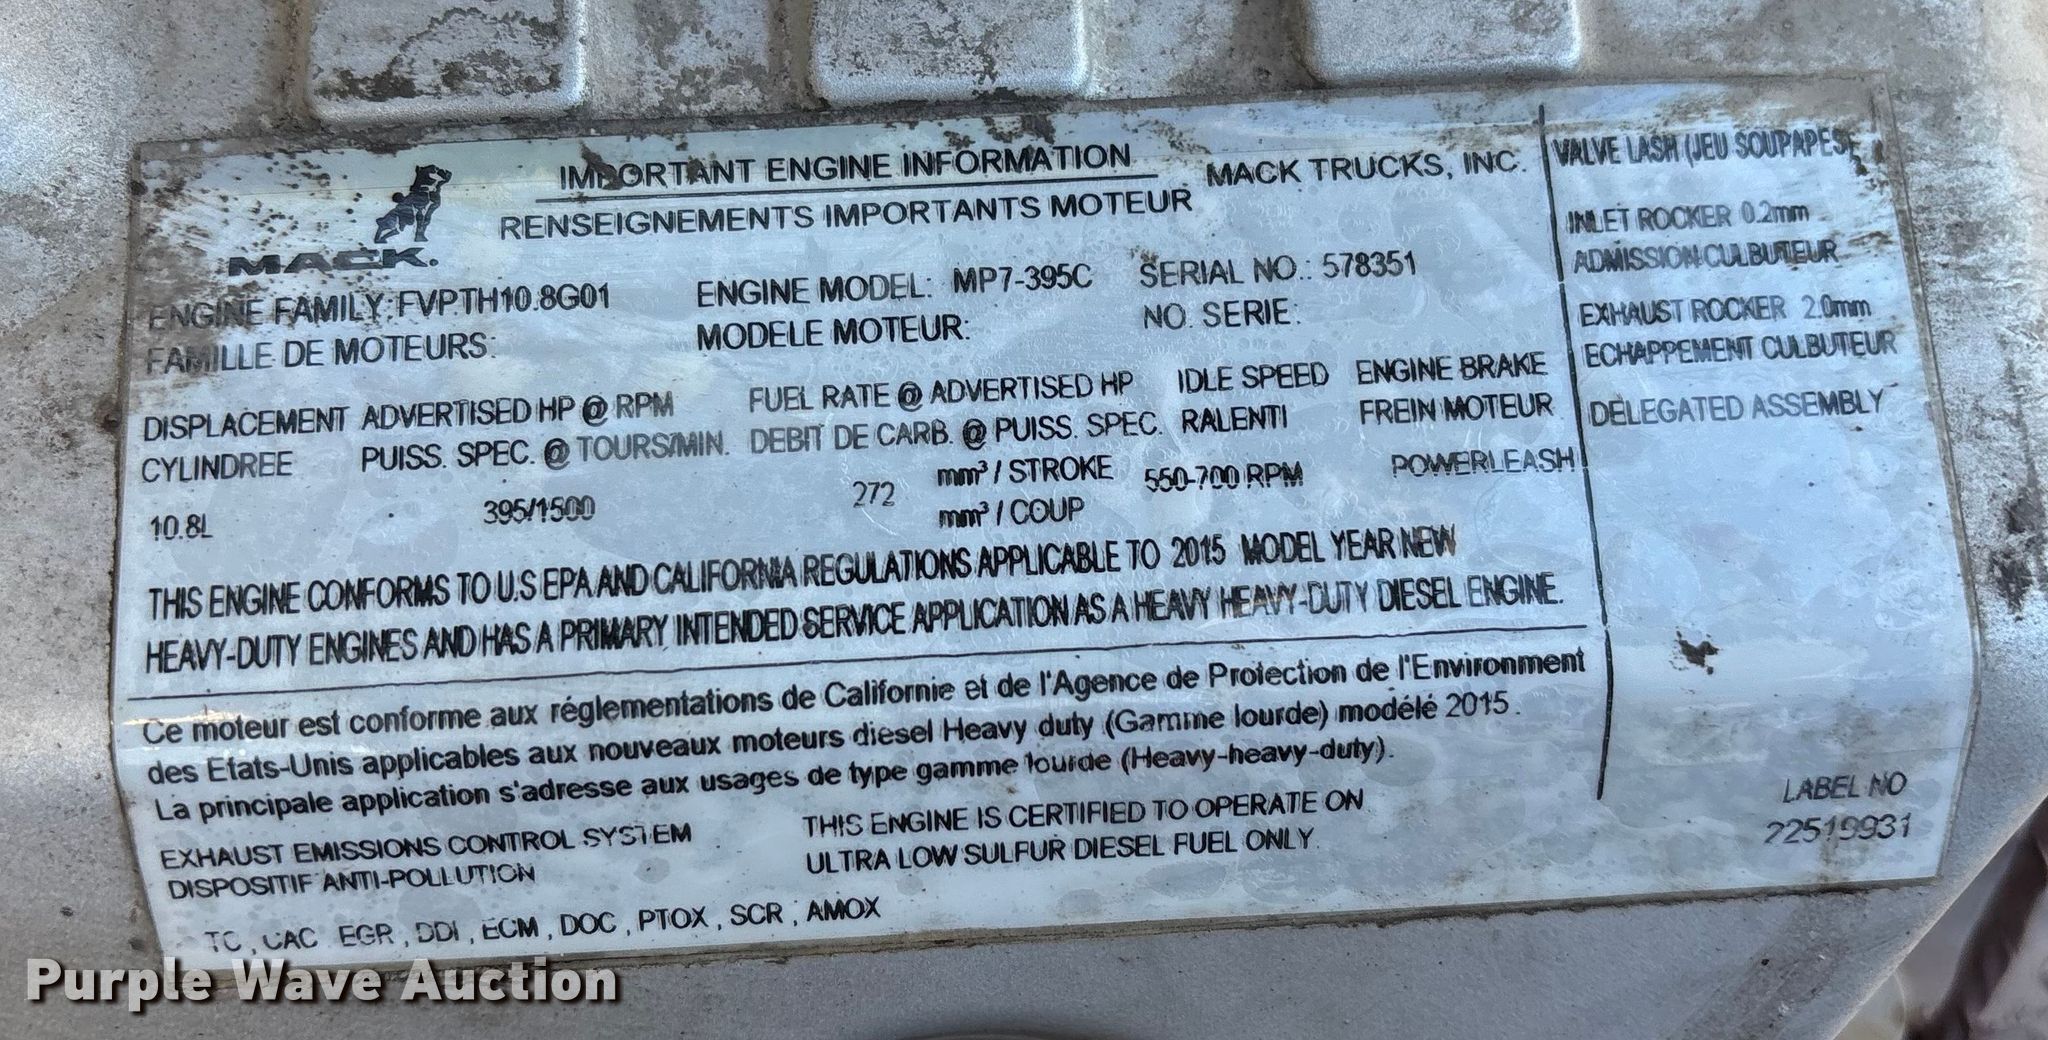 IMPORTANT ENGINE INFORMATION
RENSEIGNEMENTS IMPORTANTS MOTEUR
MACK TRUCKS, INC.
MACK.
ENGINE FAMILY: FVPTH10.8G01
FAMILLE DE MOTEURS:
ENGINE MODEL: MP7-395C
MODELE MOTEUR:
SERIAL NO.: 578351
NO. SERIE:
DISPLACEMENT
CYLINDREE
10.8L
ADVERTISED HP @ RPM
PUISS. SPEC. @ TOURS/MIN.
395/1500
FUEL RATE @ ADVERTISED HP
DEBIT DE CARB. @ PUISS. SPEC.
272
mm³ / STROKE
mm³ / COUP
IDLE SPEED
RALENTI
550-700 RPM
ENGINE BRAKE
FREIN MOTEUR
POWERLEASH
THIS ENGINE CONFORMS TO U.S EPA AND CALIFORNIA REGULATIONS APPLICABLE TO 2015 MODEL YEAR NEW
HEAVY-DUTY ENGINES AND HAS A PRIMARY INTENDED SERVICE APPLICATION AS A HEAVY HEAVY-DUTY DIESEL ENGINE.
Ce moteur est conforme aux réglementations de Californie et de l'Agence de Protection de l'Environment
des Etats-Unis applicables aux nouveaux moteurs diesel Heavy duty (Gamme lourde) modélé 2015.
La principale application s'adresse aux usages de type gamme lourde (Heavy-heavy-duty).
EXHAUST EMISSIONS CONTROL SYSTEM
DISPOSITIF ANTI-POLLUTION
TC , CAC , EGR , DDI , ECM , DOC , PTOX , SCR , AMOX
THIS ENGINE IS CERTIFIED TO OPERATE ON
ULTRA LOW SULFUR DIESEL FUEL ONLY.
VALVE LASH (JEU SOUPAPES)
INLET ROCKER 0.2mm
ADMISSION CULBUTEUR
EXHAUST ROCKER 2.0mm
ECHAPPEMENT CULBUTEUR
DELEGATED ASSEMBLY
LABEL NO
22519931
Purple Wave Auction